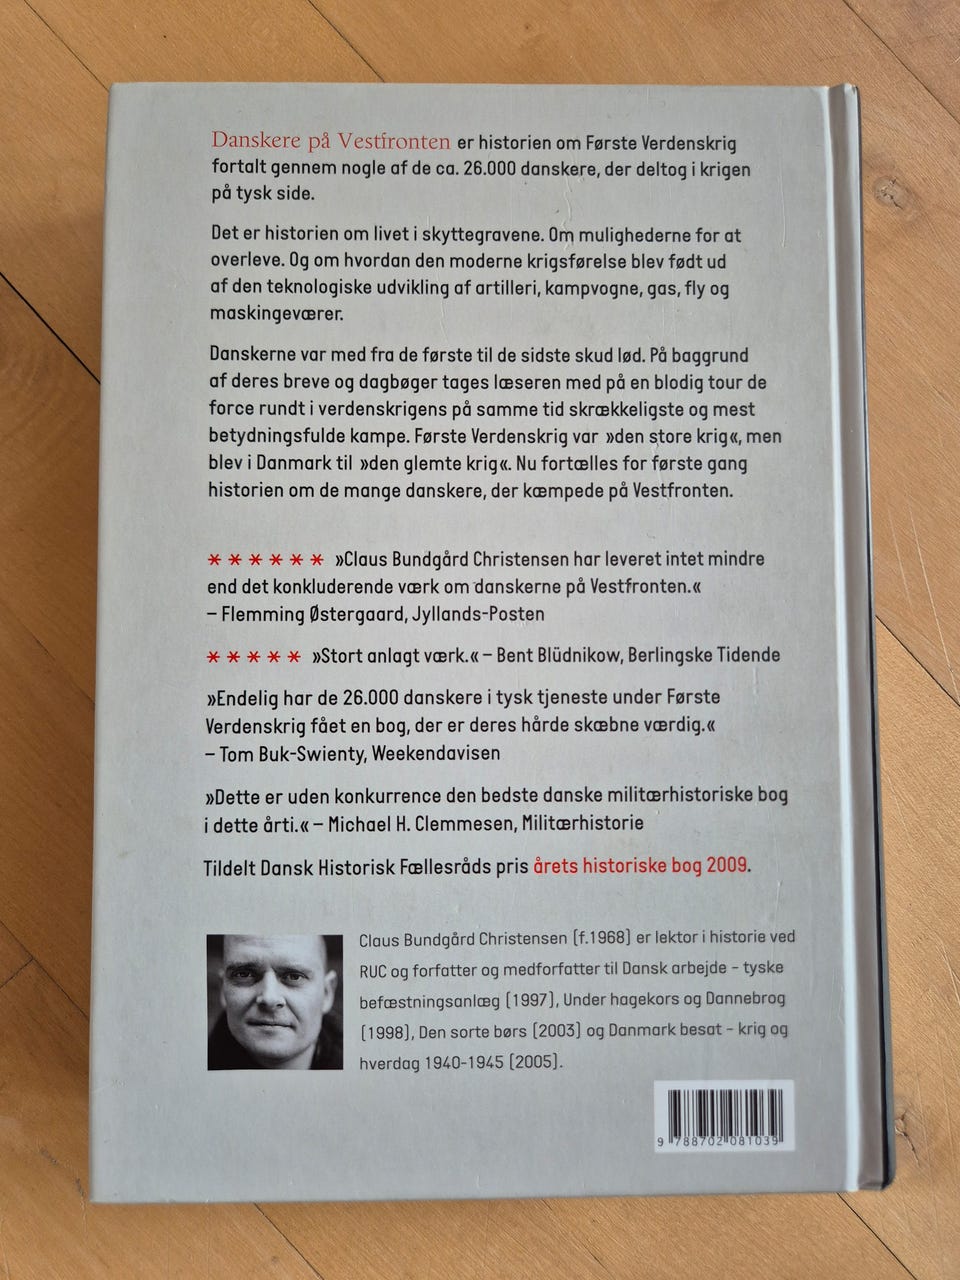 Danskere på Vestfronten er historien om Første Verdenskrig
fortalt gennem nogle af de ca. 26.000 danskere, der deltog i krigen
på tysk side.
Det er historien om livet i skyttegravene. Om mulighederne for at
overleve. Og om hvordan den moderne krigsførelse blev født ud
af den teknologiske udvikling af artilleri, kampvogne, gas, fly og
maskingeværer.
Danskerne var med fra de første til de sidste skud lød. På baggrund
af deres breve og dagbøger tages læseren med på en blodig tour de
force rundt i verdenskrigens på samme tid skrækkeligste og mest
betydningsfulde kampe. Første Verdenskrig var »den store krig«, men
blev i Danmark til »den glemte krig«. Nu fortælles for første gang
historien om de mange danskere, der kæmpede på Vestfronten.
****** »Claus Bundgård Christensen har leveret intet mindre
end det konkluderende værk om danskerne på Vestfronten.«
– Flemming Østergaard, Jyllands-Posten
***** »Stort anlagt værk.« – Bent Blüdnikow, Berlingske Tidende
»Endelig har de 26.000 danskere i tysk tjeneste under Første
Verdenskrig fået en bog, der er deres hårde skæbne værdig.«
– Tom Buk-Swienty, Weekendavisen
»Dette er uden konkurrence den bedste danske militærhistoriske bog
i dette årti.« – Michael H. Clemmesen, Militærhistorie
Tildelt Dansk Historisk Fællesråds pris årets historiske bog 2009.
Claus Bundgård Christensen (f.1968) er lektor i historie ved
RUC og forfatter og medforfatter til Dansk arbejde – tyske
befæstningsanlæg (1997), Under hagekors og Dannebrog
(1998), Den sorte børs (2003) og Danmark besat – krig og
hverdag 1940-1945 (2005).
9 788702 081039